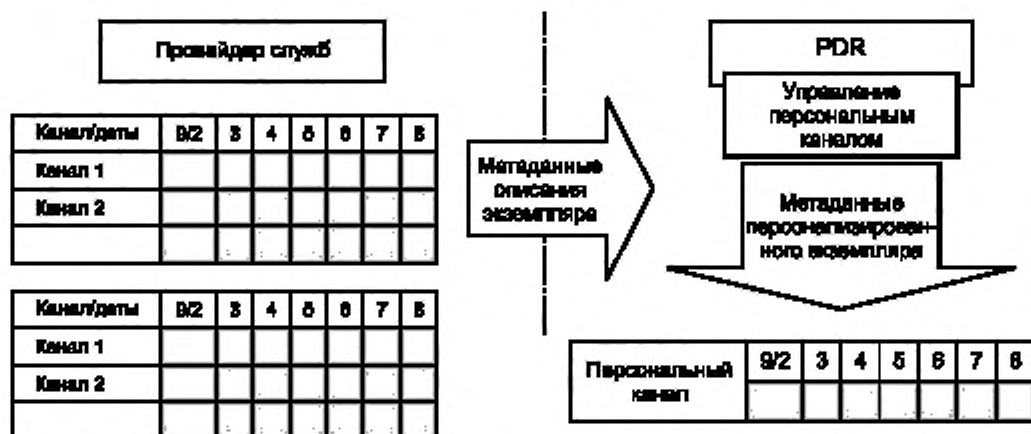 Провайдер служб
Канал/даты 9/2 3 4 5 6 7 8
Канал 1
Канал 2
Канал/даты 9/2 3 4 5 6 7 8
Канал 1
Канал 2
Метаданные
описания
экземпляра
PDR
Управление
персональным
каналом
Метаданные
персонализирован-
ного экземпляра
Персональный
канал
9/2 3 4 5 6 7 8